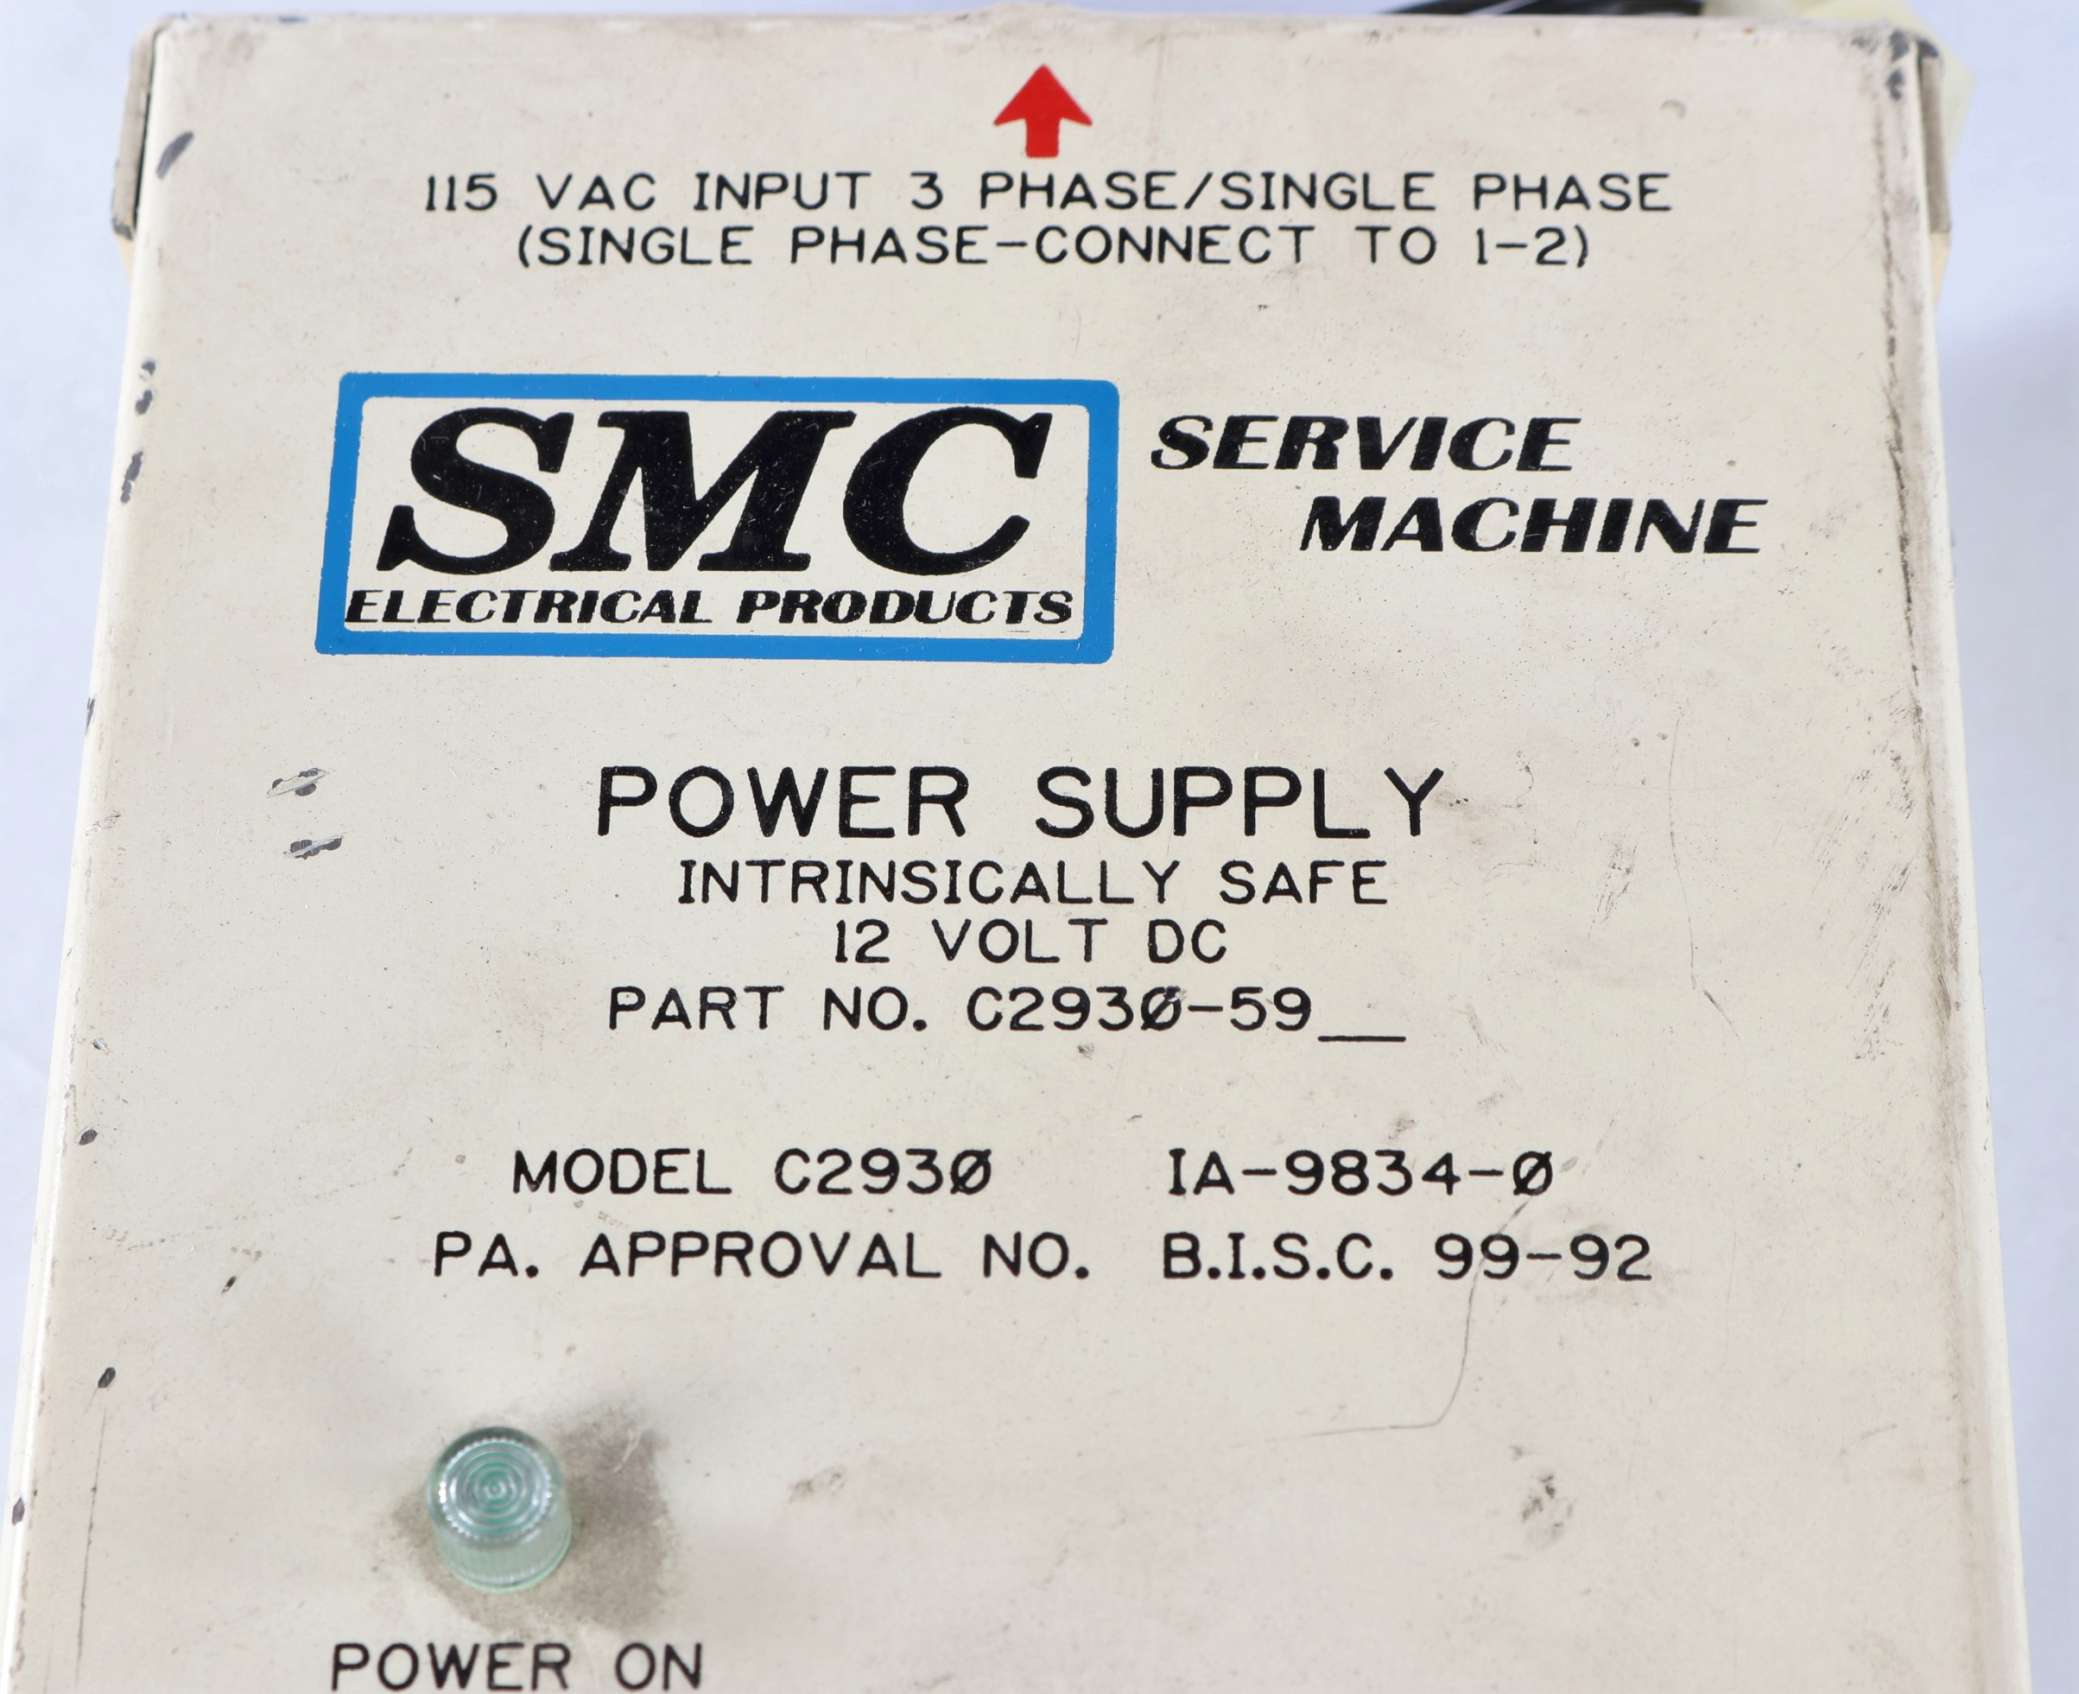 115 VAC INPUT 3 PHASE/SINGLE PHASE
(SINGLE PHASE-CONNECT TO 1-2)
SMC
ELECTRICAL PRODUCTS
SERVICE
MACHINE
POWER SUPPLY
INTRINSICALLY SAFE
12 VOLT DC
PART NO. C293Ø-59__
MODEL C293Ø IA-9834-Ø
PA. APPROVAL NO. B.I.S.C. 99-92
POWER ON